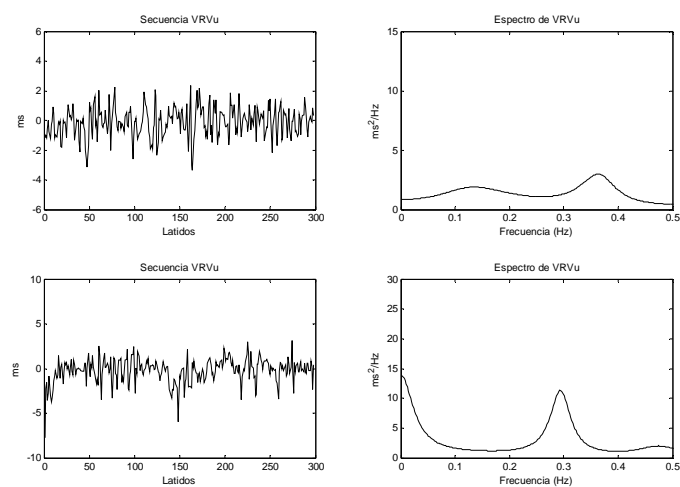 Secuencia VRVu
6
4
2
0
-2
-4
-6
ms
0 50 100 150 200 250 300
Latidos
Espectro de VRVu
15
10
5
0
ms2/Hz
0 0.1 0.2 0.3 0.4 0.5
Frecuencia (Hz)
Secuencia VRVu
10
5
0
-5
-10
ms
0 50 100 150 200 250 300
Latidos
Espectro de VRVu
30
25
20
15
10
5
0
ms2/Hz
0 0.1 0.2 0.3 0.4 0.5
Frecuencia (Hz)